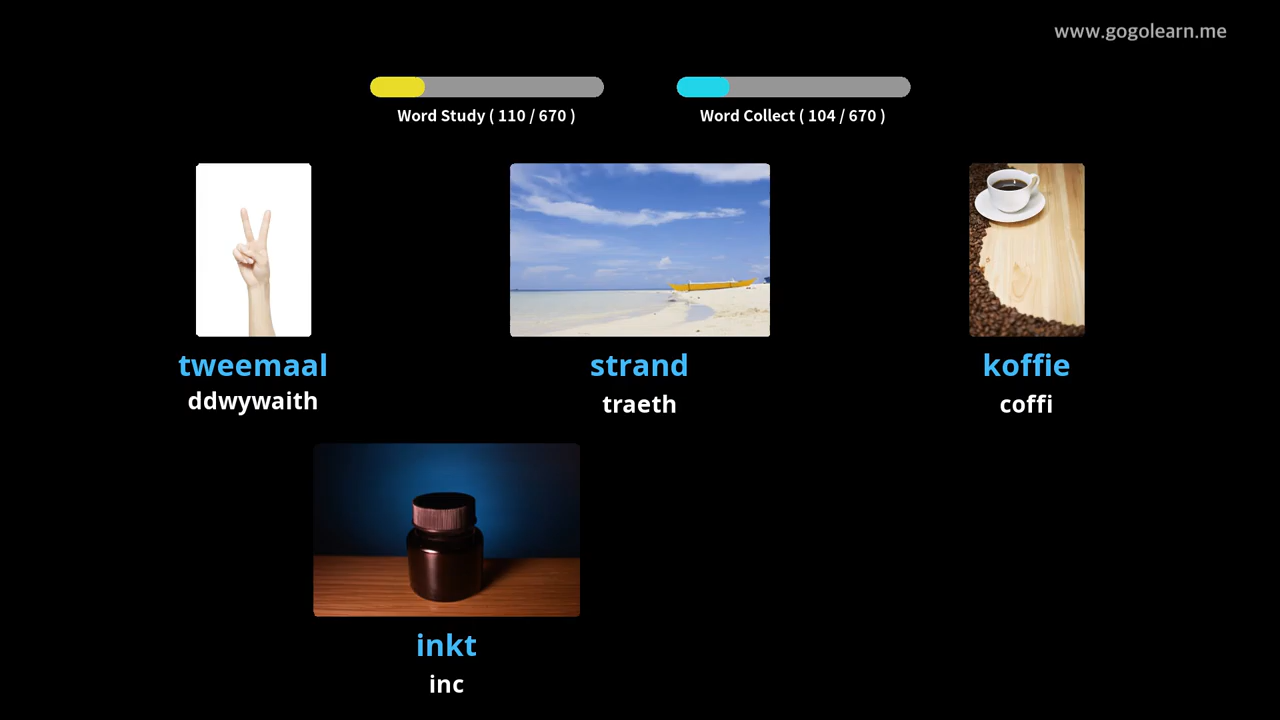 www.gogolearn.me
Word Study ( 110 / 670 )
Word Collect ( 104 / 670 )
tweemaal
ddwywaith
strand
traeth
koffie
coffi
inkt
inc